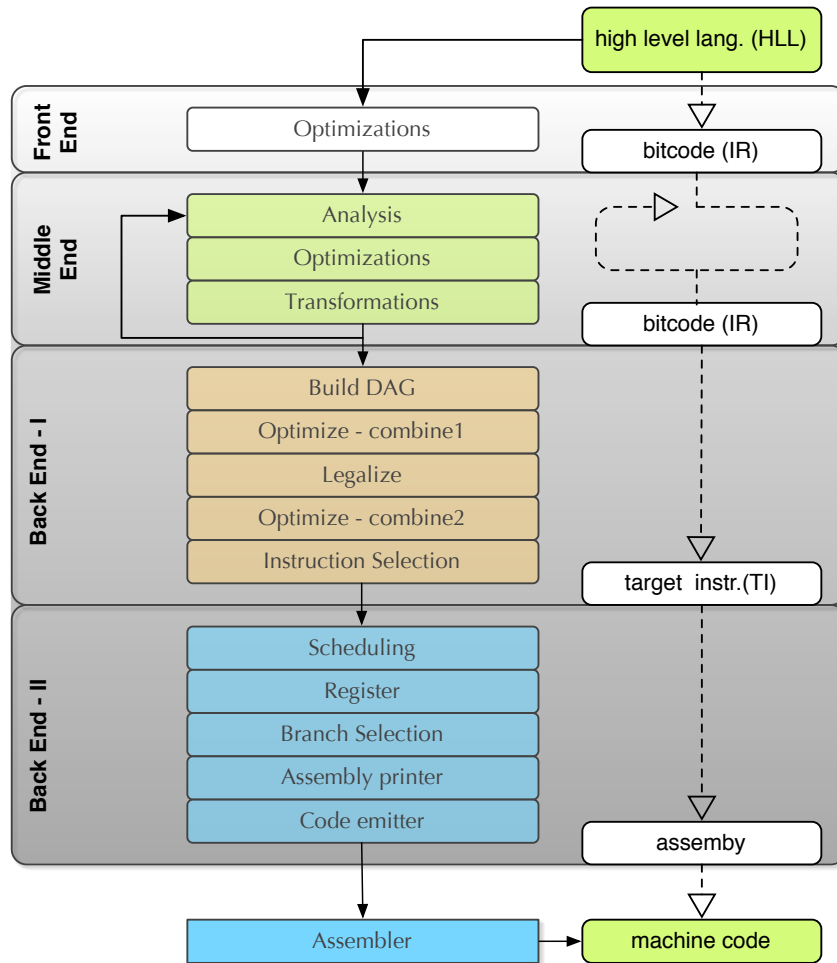 high level lang. (HLL)
Front
End
Optimizations
bitcode (IR)
Middle
End
Analysis
Optimizations
Transformations
bitcode (IR)
Back End - I
Build DAG
Optimize - combine1
Legalize
Optimize - combine2
Instruction Selection
target  instr.(TI)
Back End - II
Scheduling
Register
Branch Selection
Assembly printer
Code emitter
assemby
Assembler
machine code